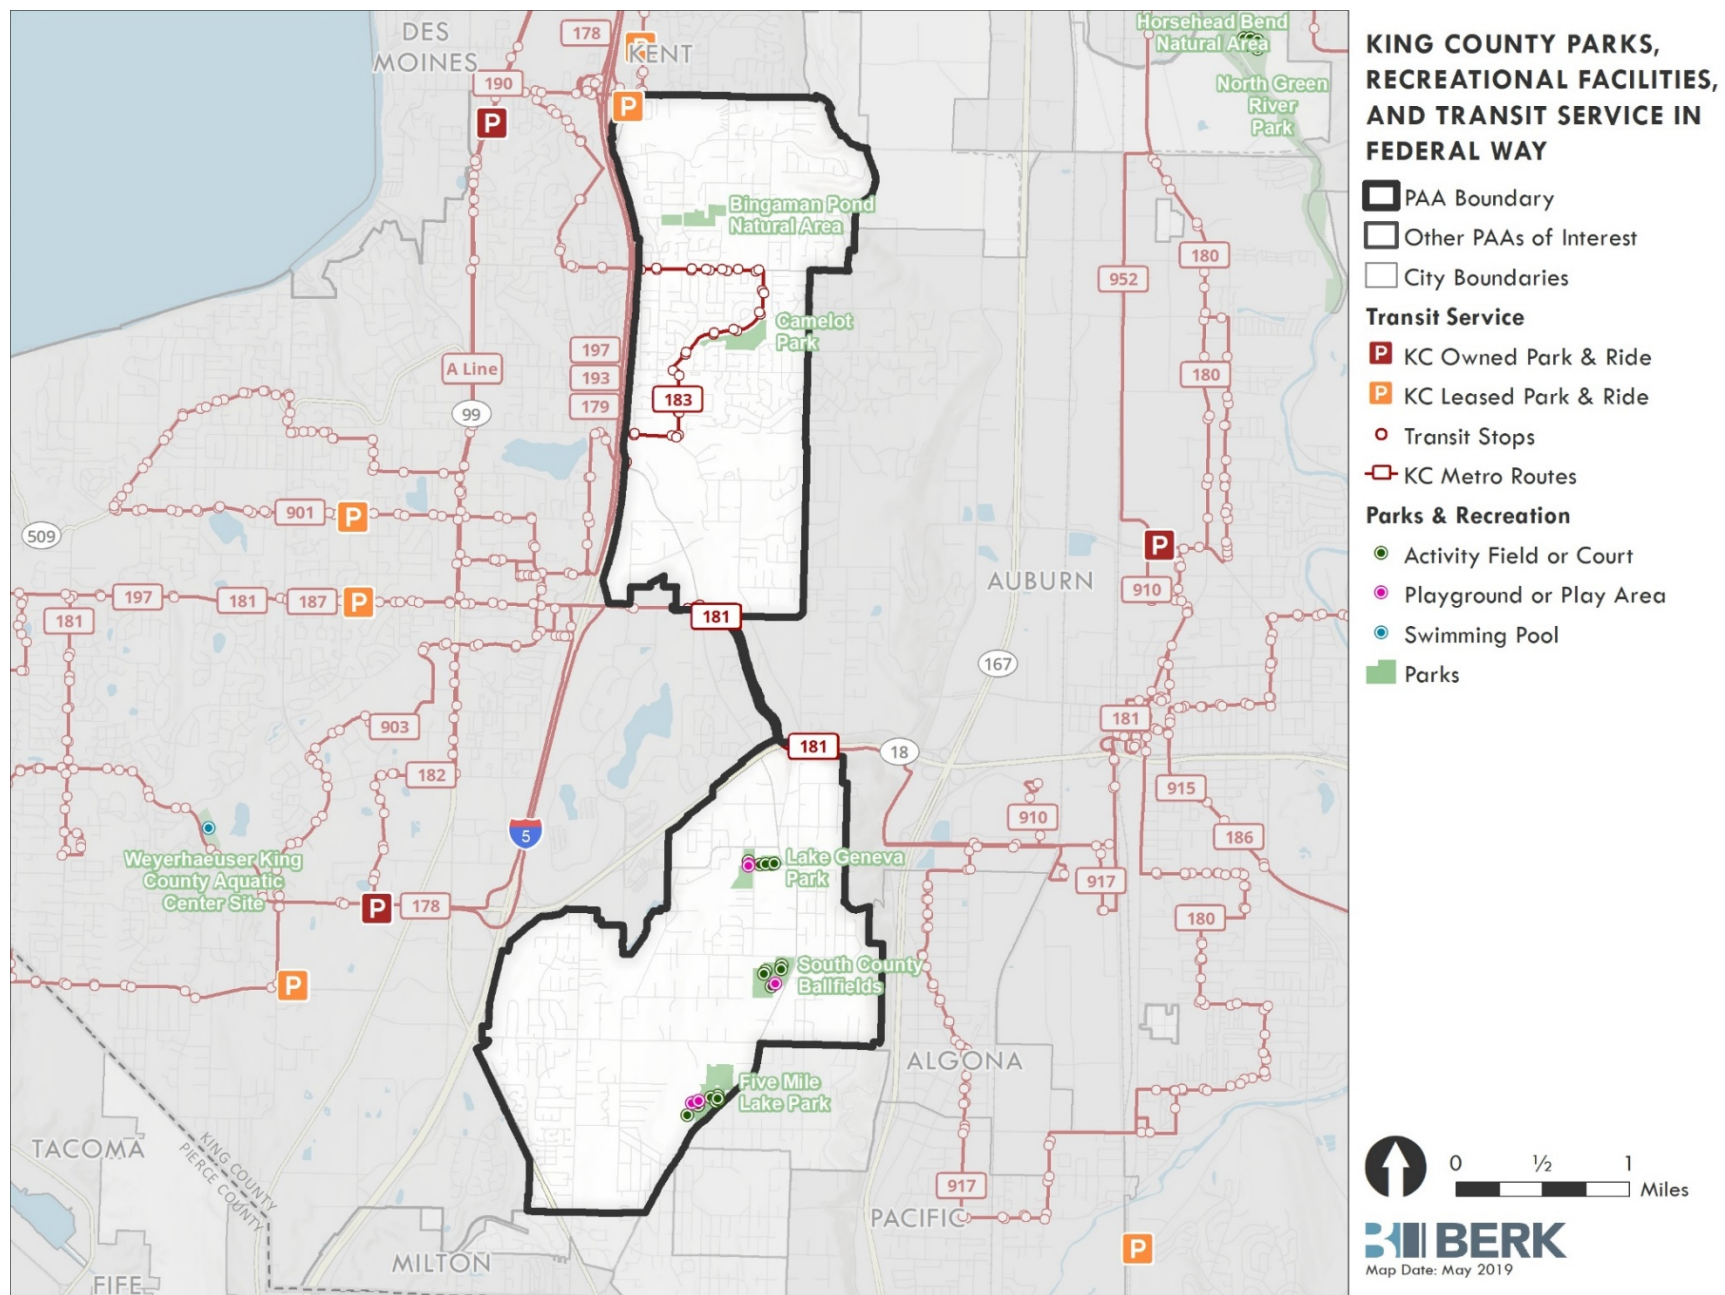 KING COUNTY PARKS,
RECREATIONAL FACILITIES,
AND TRANSIT SERVICE IN
FEDERAL WAY
PAA Boundary
Other PAAs of Interest
City Boundaries
Transit Service
P KC Owned Park & Ride
P KC Leased Park & Ride
Transit Stops
KC Metro Routes
Parks & Recreation
Activity Field or Court
Playground or Play Area
Swimming Pool
Parks
0 ½ 1
Miles
BERK
Map Date: May 2019
DES
MOINES
178
P
KENT
Horsehead Bend
Natural Area
190
P
P
North Green
River
Park
Bingaman Pond
Natural Area
180
952
Camelot
Park
197
193
179
A Line
99
183
180
901
P
509
P
AUBURN
910
197
181
187
P
181
181
167
903
181
181
18
182
915
910
186
5
Weyerhaeuser King
County Aquatic
Center Site
Lake Geneva
Park
917
P
178
180
South County
Ballfields
P
ALGONA
Five Mile
Lake Park
TACOMA
KING COUNTY
PIERCE COUNTY
917
PACIFIC
P
MILTON
FIFE